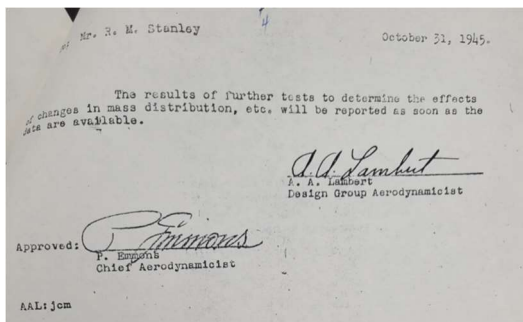 4
Mr. R. M. Stanley
October 31, 1945.
The results of further tests to determine the effects
of changes in mass distribution, etc. will be reported as soon as the
data are available.
A. A. Lambert
A. A. Lambert
Design Group Aerodynamicist
Approved: P Emmons
P. Emmons
Chief Aerodynamicist
AAL:jcm